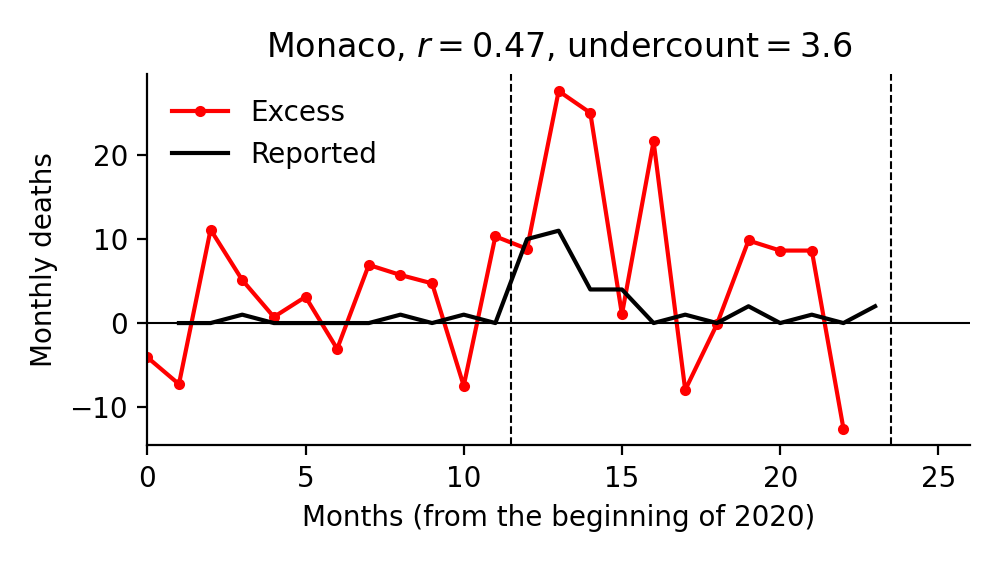 Monaco, r = 0.47, undercount = 3.6
Excess
Reported
Monthly deaths
20
10
0
−10
0 5 10 15 20 25
Months (from the beginning of 2020)